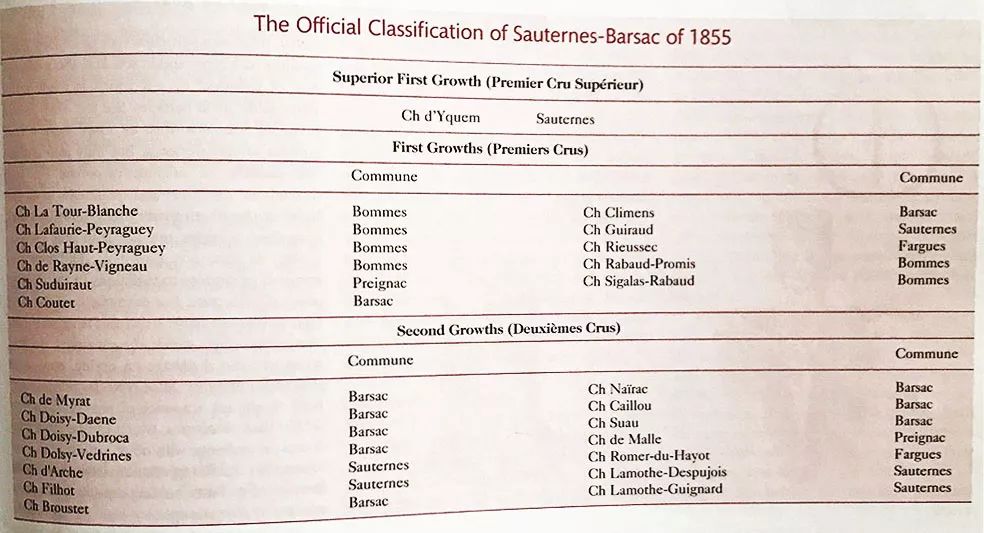 The Official Classification of Sauternes-Barsac of 1855
Superior First Growth (Premier Cru Supérieur)
Ch d'Yquem Sauternes
First Growths (Premiers Crus)
Commune Commune
Ch La Tour-Blanche Bommes Ch Climens Barsac
Ch Lafaurie-Peyraguey Bommes Ch Guiraud Sauternes
Ch Clos Haut-Peyraguey Bommes Ch Rieussec Fargues
Ch de Rayne-Vigneau Bommes Ch Rabaud-Promis Bommes
Ch Suduiraut Preignac Ch Sigalas-Rabaud Bommes
Ch Coutet Barsac
Second Growths (Deuxièmes Crus)
Commune Commune
Ch de Myrat Barsac Ch Naïrac Barsac
Ch Doisy-Daene Barsac Ch Caillou Barsac
Ch Doisy-Dubroca Barsac Ch Suau Barsac
Ch Dolsy-Vedrines Barsac Ch de Malle Preignac
Ch d'Arche Sauternes Ch Romer-du-Hayot Fargues
Ch Filhot Sauternes Ch Lamothe-Despujois Sauternes
Ch Broustet Barsac Ch Lamothe-Guignard Sauternes